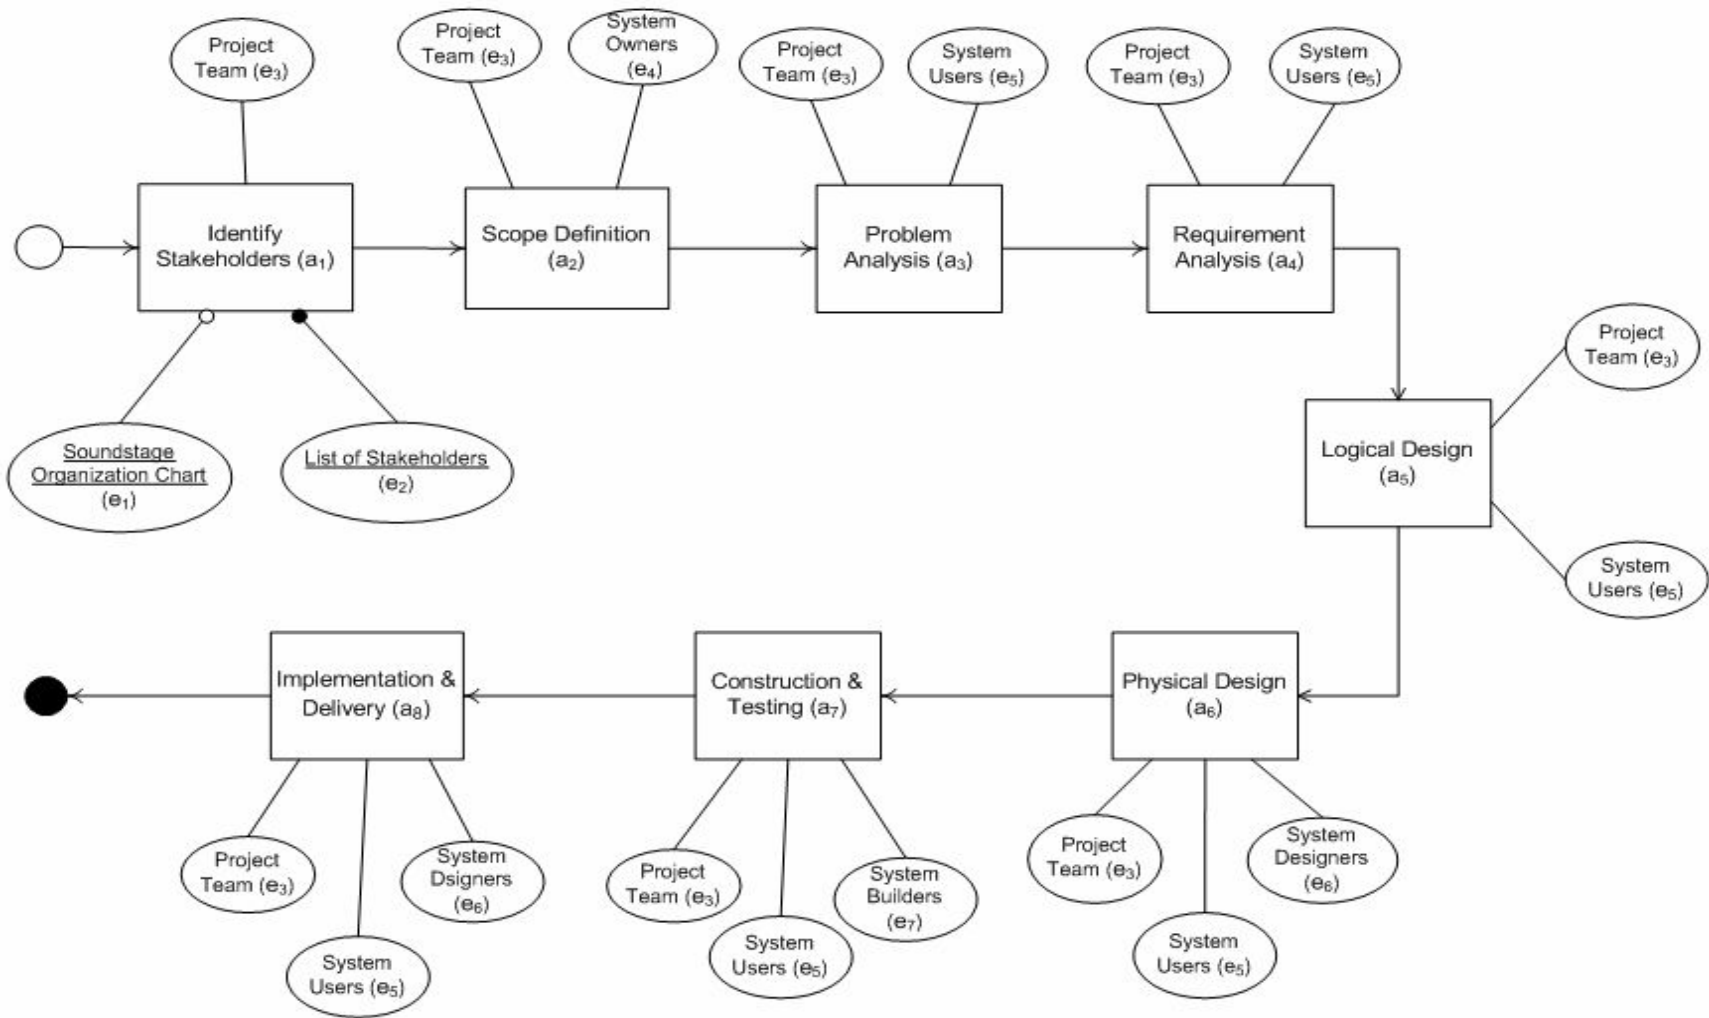 Project
Team (e₃)
Project
Team (e₃)
System
Owners
(e₄)
Project
Team (e₃)
System
Users (e₅)
Project
Team (e₃)
System
Users (e₅)
Identify
Stakeholders (a₁)
Scope Definition
(a₂)
Problem
Analysis (a₃)
Requirement
Analysis (a₄)
Soundstage
Organization Chart
(e₁)
List of Stakeholders
(e₂)
Project
Team (e₃)
Logical Design
(a₅)
System
Users (e₅)
Implementation &
Delivery (a₈)
Construction &
Testing (a₇)
Physical Design
(a₆)
Project
Team (e₃)
System
Users (e₅)
System
Dsigners
(e₆)
Project
Team (e₃)
System
Users (e₅)
System
Builders
(e₇)
Project
Team (e₃)
System
Users (e₅)
System
Designers
(e₆)